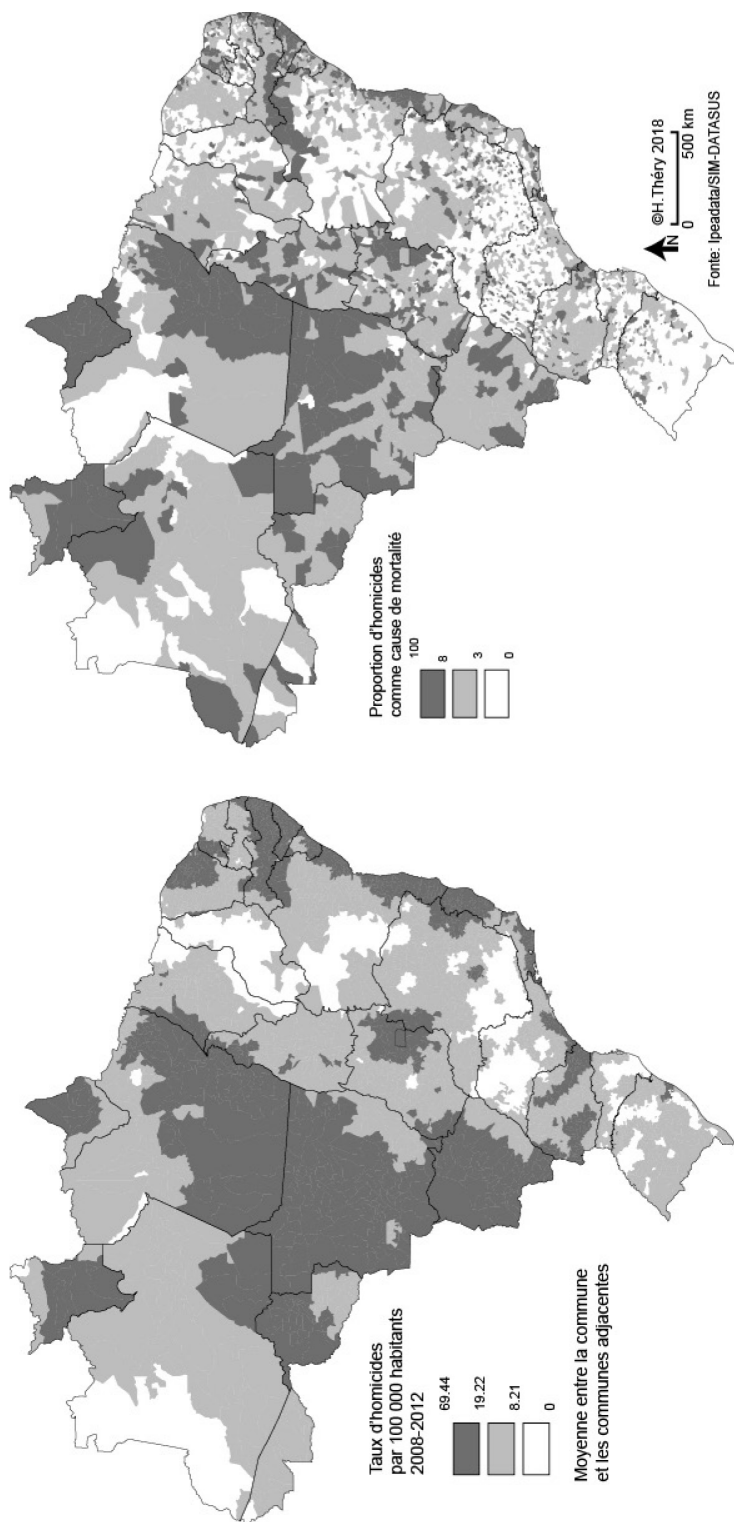 Taux d'homicides
par 100 000 habitants
2008-2012
69.44
19.22
8.21
0
Moyenne entre la commune
et les communes adjacentes
Proportion d'homicides
comme cause de mortalité
100
8
3
0
N
©H.Théry 2018
0 500 km
Fonte: Ipeadata/SIM-DATASUS